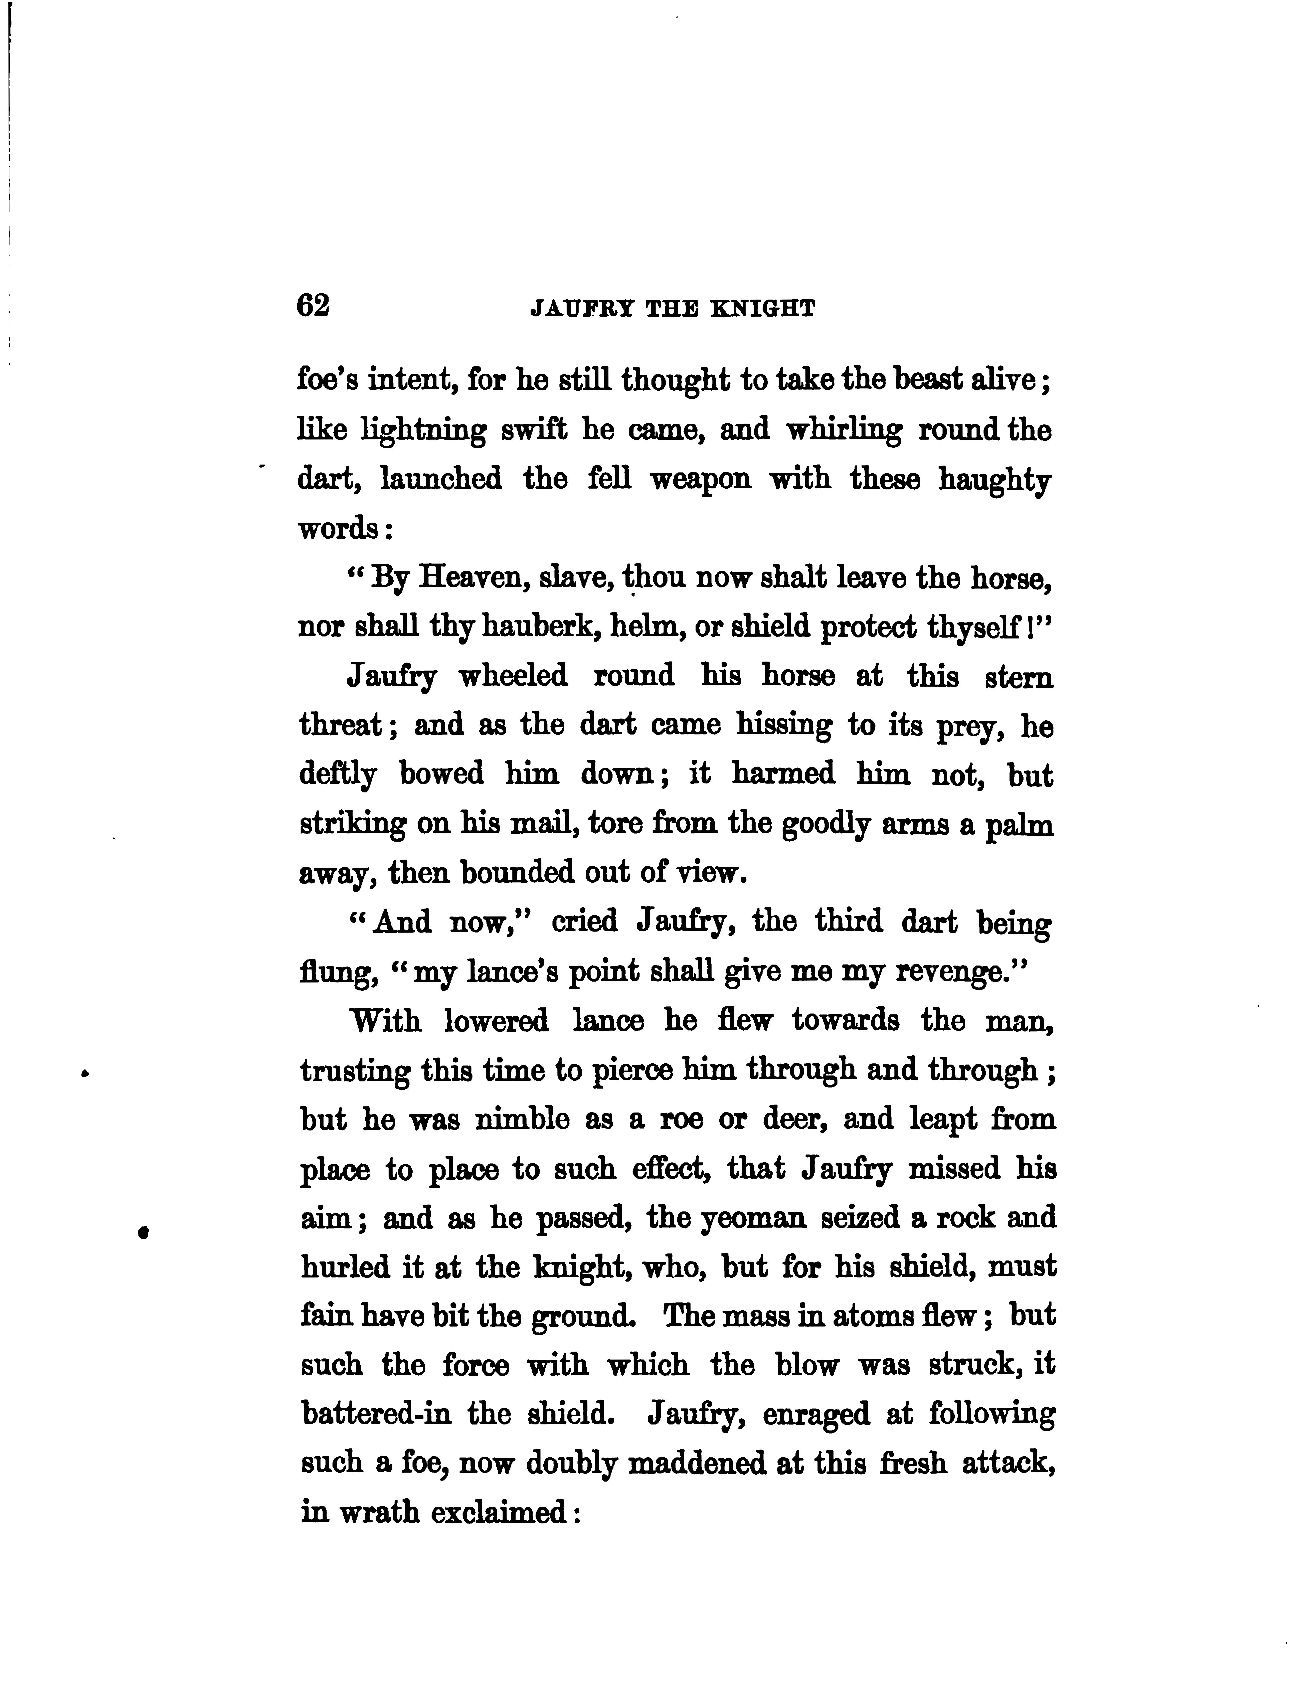 62 JAUFRY THE KNIGHT
foe's intent, for he still thought to take the beast alive;
like lightning swift he came, and whirling round the
dart, launched the fell weapon with these haughty
words:
"By Heaven, slave, thou now shalt leave the horse,
nor shall thy hauberk, helm, or shield protect thyself!"
Jaufry wheeled round his horse at this stern
threat; and as the dart came hissing to its prey, he
deftly bowed him down; it harmed him not, but
striking on his mail, tore from the goodly arms a palm
away, then bounded out of view.
"And now," cried Jaufry, the third dart being
flung, "my lance's point shall give me my revenge."
With lowered lance he flew towards the man,
trusting this time to pierce him through and through;
but he was nimble as a roe or deer, and leapt from
place to place to such effect, that Jaufry missed his
aim; and as he passed, the yeoman seized a rock and
hurled it at the knight, who, but for his shield, must
fain have bit the ground. The mass in atoms flew; but
such the force with which the blow was struck, it
battered-in the shield. Jaufry, enraged at following
such a foe, now doubly maddened at this fresh attack,
in wrath exclaimed: